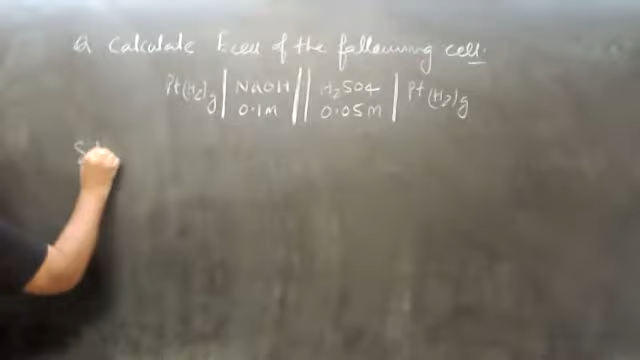 Q Calculate Ecell of the following cell:
Pt(H2)g | NaOH || H2SO4 | Pt(H2)g
0.1M 0.05M